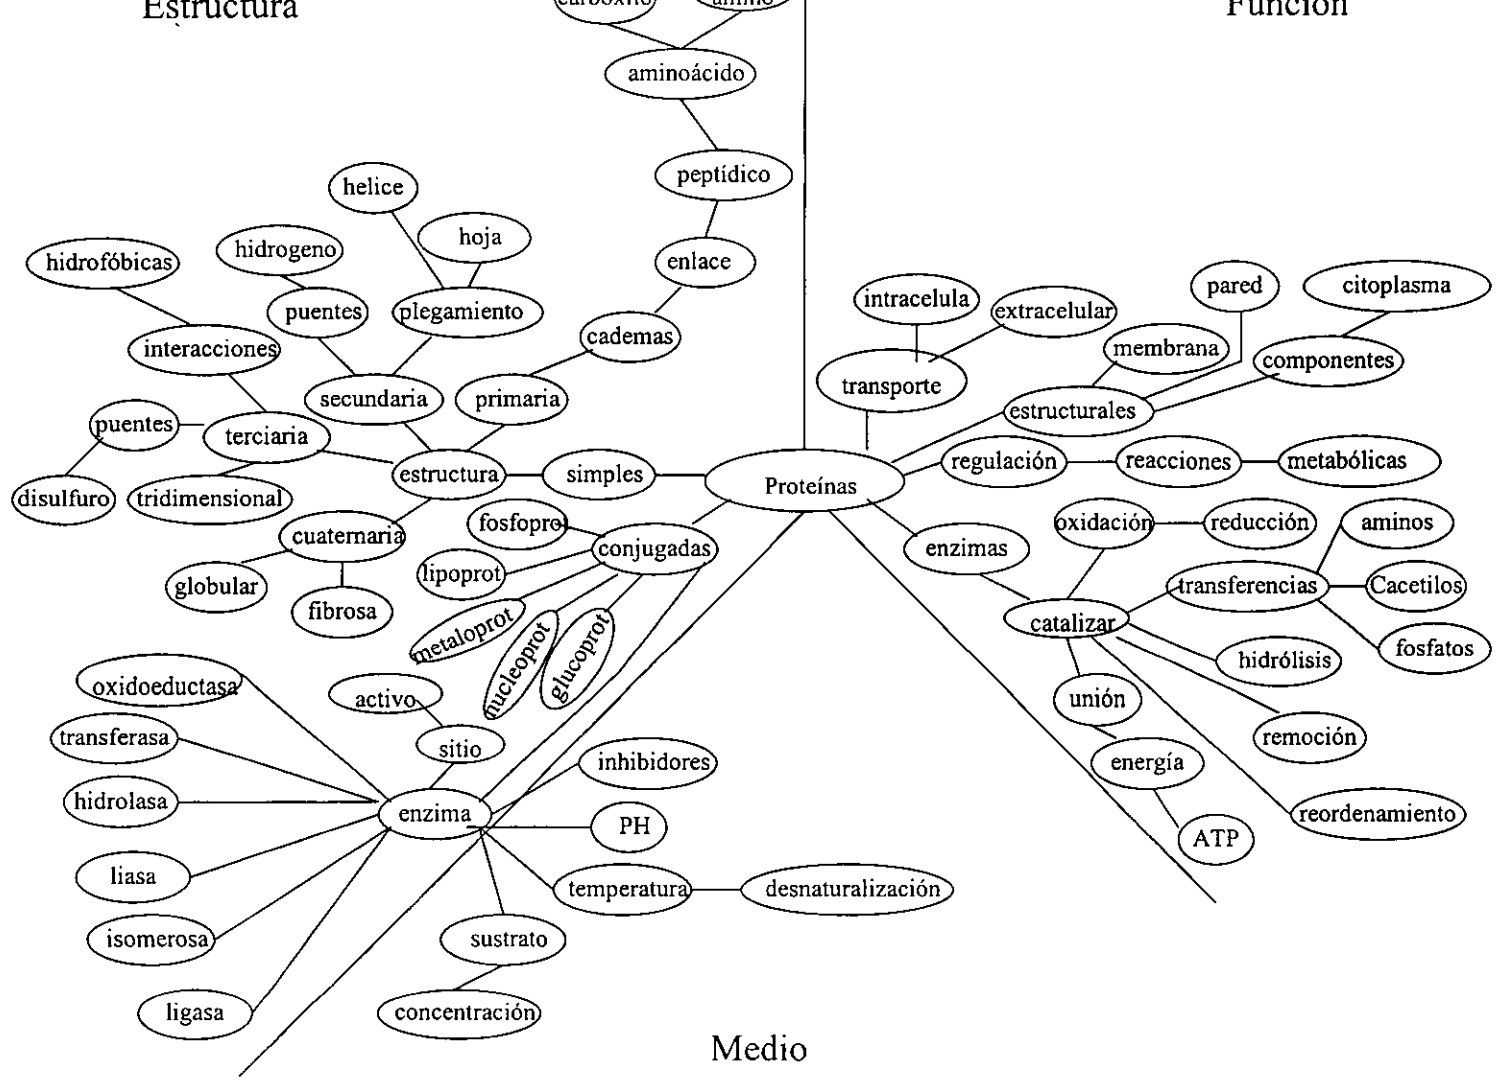 Estructura
Función
carboxilo
amino
aminoácido
peptídico
enlace
cademas
primaria
helice
hoja
plegamiento
hidrogeno
puentes
secundaria
hidrofóbicas
interacciones
puentes
terciaria
disulfuro
tridimensional
estructura
simples
Proteínas
cuaternaria
globular
fibrosa
fosfoprot
conjugadas
lipoprot
metaloprot
nucleoprot
glucoprot
intracelula
extracelular
transporte
pared
citoplasma
membrana
componentes
estructurales
regulación
reacciones
metabólicas
enzimas
oxidación
reducción
aminos
transferencias
Cacetilos
fosfatos
catalizar
hidrólisis
unión
remoción
energía
reordenamiento
ATP
oxidoeductasa
activo
transferasa
sitio
hidrolasa
enzima
inhibidores
PH
liasa
temperatura
desnaturalización
isomerosa
sustrato
ligasa
concentración
Medio